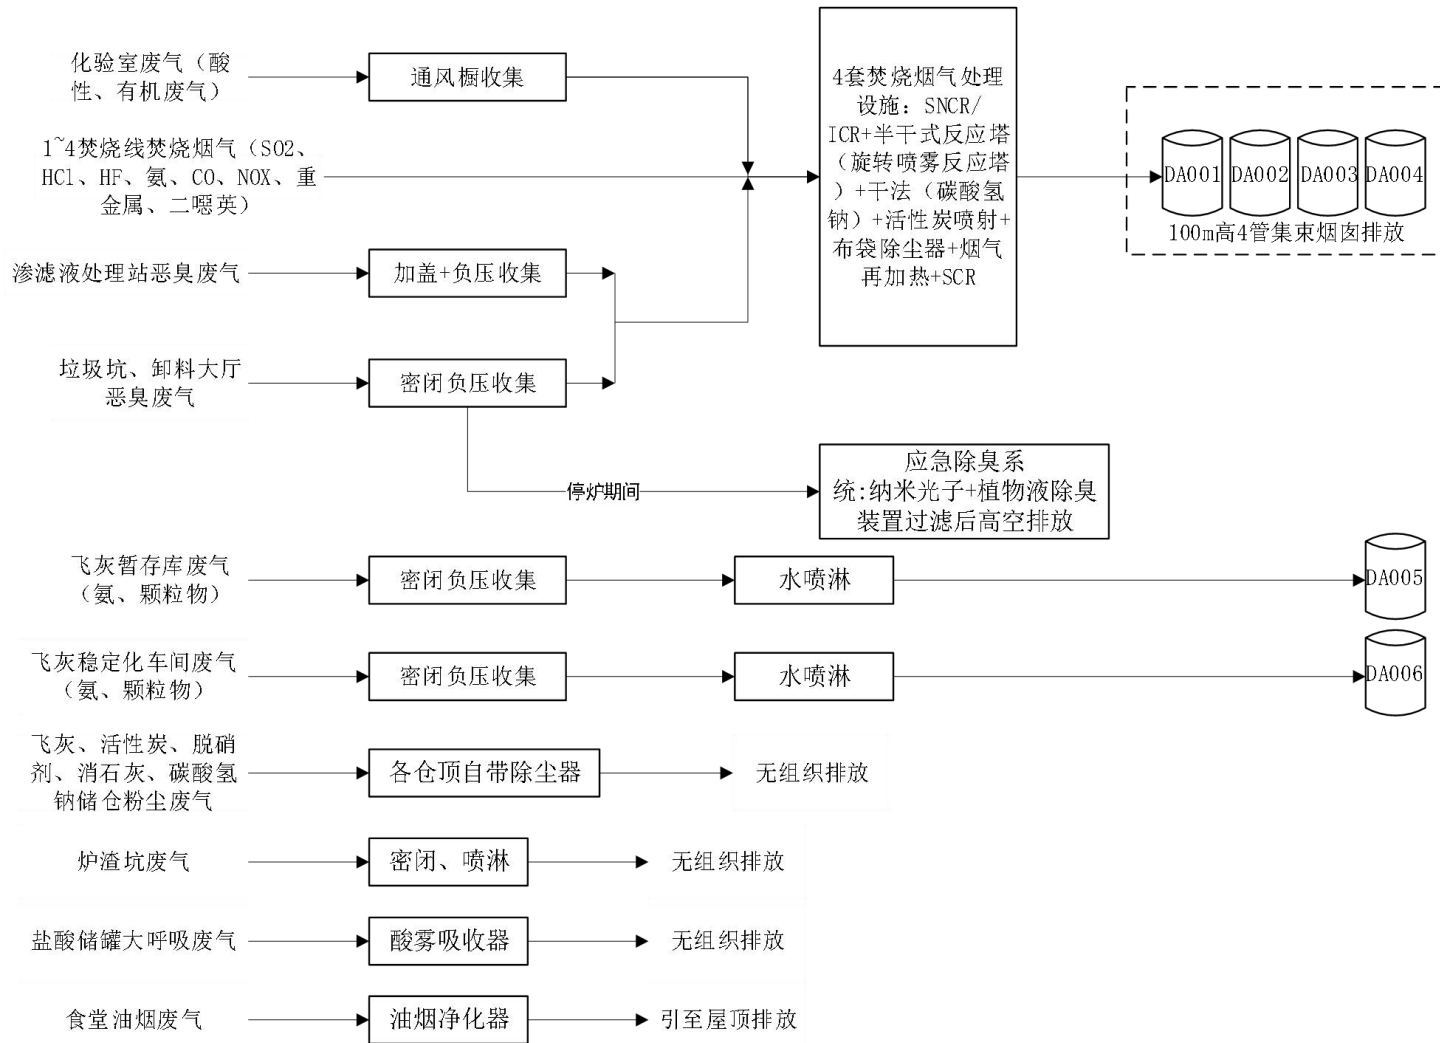 化验室废气（酸
性、有机废气）
通风橱收集
1~4焚烧线焚烧烟气（SO2、
HCl、HF、氨、CO、NOX、重
金属、二噁英）
4套焚烧烟气处理
设施：SNCR/
ICR+半干式反应塔
（旋转喷雾反应塔
）+干法（碳酸氢
钠）+活性炭喷射+
布袋除尘器+烟气
再加热+SCR
DA001
DA002
DA003
DA004
100m高4管集束烟囱排放
渗滤液处理站恶臭废气
加盖+负压收集
垃圾坑、卸料大厅
恶臭废气
密闭负压收集
停炉期间
应急除臭系
统:纳米光子+植物液除臭
装置过滤后高空排放
飞灰暂存库废气
（氨、颗粒物）
密闭负压收集
水喷淋
DA005
飞灰稳定化车间废气
（氨、颗粒物）
密闭负压收集
水喷淋
DA006
飞灰、活性炭、脱硝
剂、消石灰、碳酸氢
钠储仓粉尘废气
各仓顶自带除尘器
无组织排放
炉渣坑废气
密闭、喷淋
无组织排放
盐酸储罐大呼吸废气
酸雾吸收器
无组织排放
食堂油烟废气
油烟净化器
引至屋顶排放